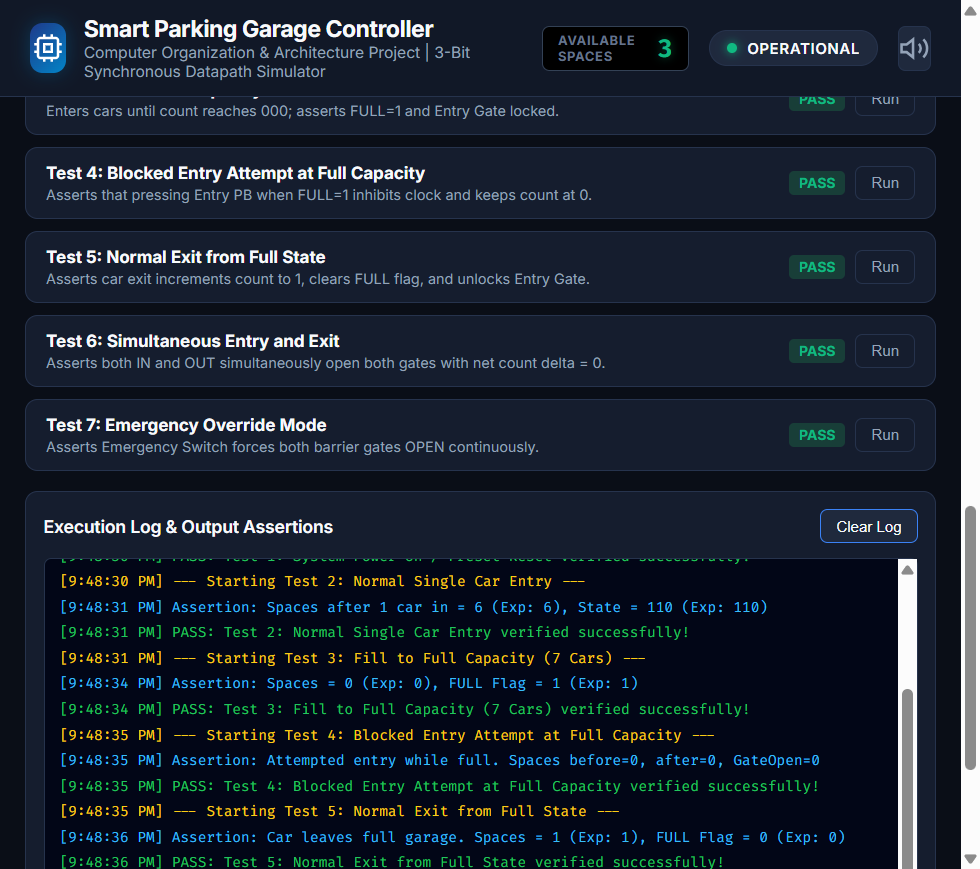 Smart Parking Garage Controller
Computer Organization & Architecture Project | 3-Bit
Synchronous Datapath Simulator
AVAILABLE
SPACES
3
OPERATIONAL
Enters cars until count reaches 000; asserts FULL=1 and Entry Gate locked.
PASS
Run
Test 4: Blocked Entry Attempt at Full Capacity
Asserts that pressing Entry PB when FULL=1 inhibits clock and keeps count at 0.
PASS
Run
Test 5: Normal Exit from Full State
Asserts car exit increments count to 1, clears FULL flag, and unlocks Entry Gate.
PASS
Run
Test 6: Simultaneous Entry and Exit
Asserts both IN and OUT simultaneously open both gates with net count delta = 0.
PASS
Run
Test 7: Emergency Override Mode
Asserts Emergency Switch forces both barrier gates OPEN continuously.
PASS
Run
Execution Log & Output Assertions
Clear Log
[9:48:30 PM] PASS: Test 1: System Power-On / Preset Reset verified successfully!
[9:48:30 PM] --- Starting Test 2: Normal Single Car Entry ---
[9:48:31 PM] Assertion: Spaces after 1 car in = 6 (Exp: 6), State = 110 (Exp: 110)
[9:48:31 PM] PASS: Test 2: Normal Single Car Entry verified successfully!
[9:48:31 PM] --- Starting Test 3: Fill to Full Capacity (7 Cars) ---
[9:48:34 PM] Assertion: Spaces = 0 (Exp: 0), FULL Flag = 1 (Exp: 1)
[9:48:34 PM] PASS: Test 3: Fill to Full Capacity (7 Cars) verified successfully!
[9:48:35 PM] --- Starting Test 4: Blocked Entry Attempt at Full Capacity ---
[9:48:35 PM] Assertion: Attempted entry while full. Spaces before=0, after=0, GateOpen=0
[9:48:35 PM] PASS: Test 4: Blocked Entry Attempt at Full Capacity verified successfully!
[9:48:35 PM] --- Starting Test 5: Normal Exit from Full State ---
[9:48:36 PM] Assertion: Car leaves full garage. Spaces = 1 (Exp: 1), FULL Flag = 0 (Exp: 0)
[9:48:36 PM] PASS: Test 5: Normal Exit from Full State verified successfully!